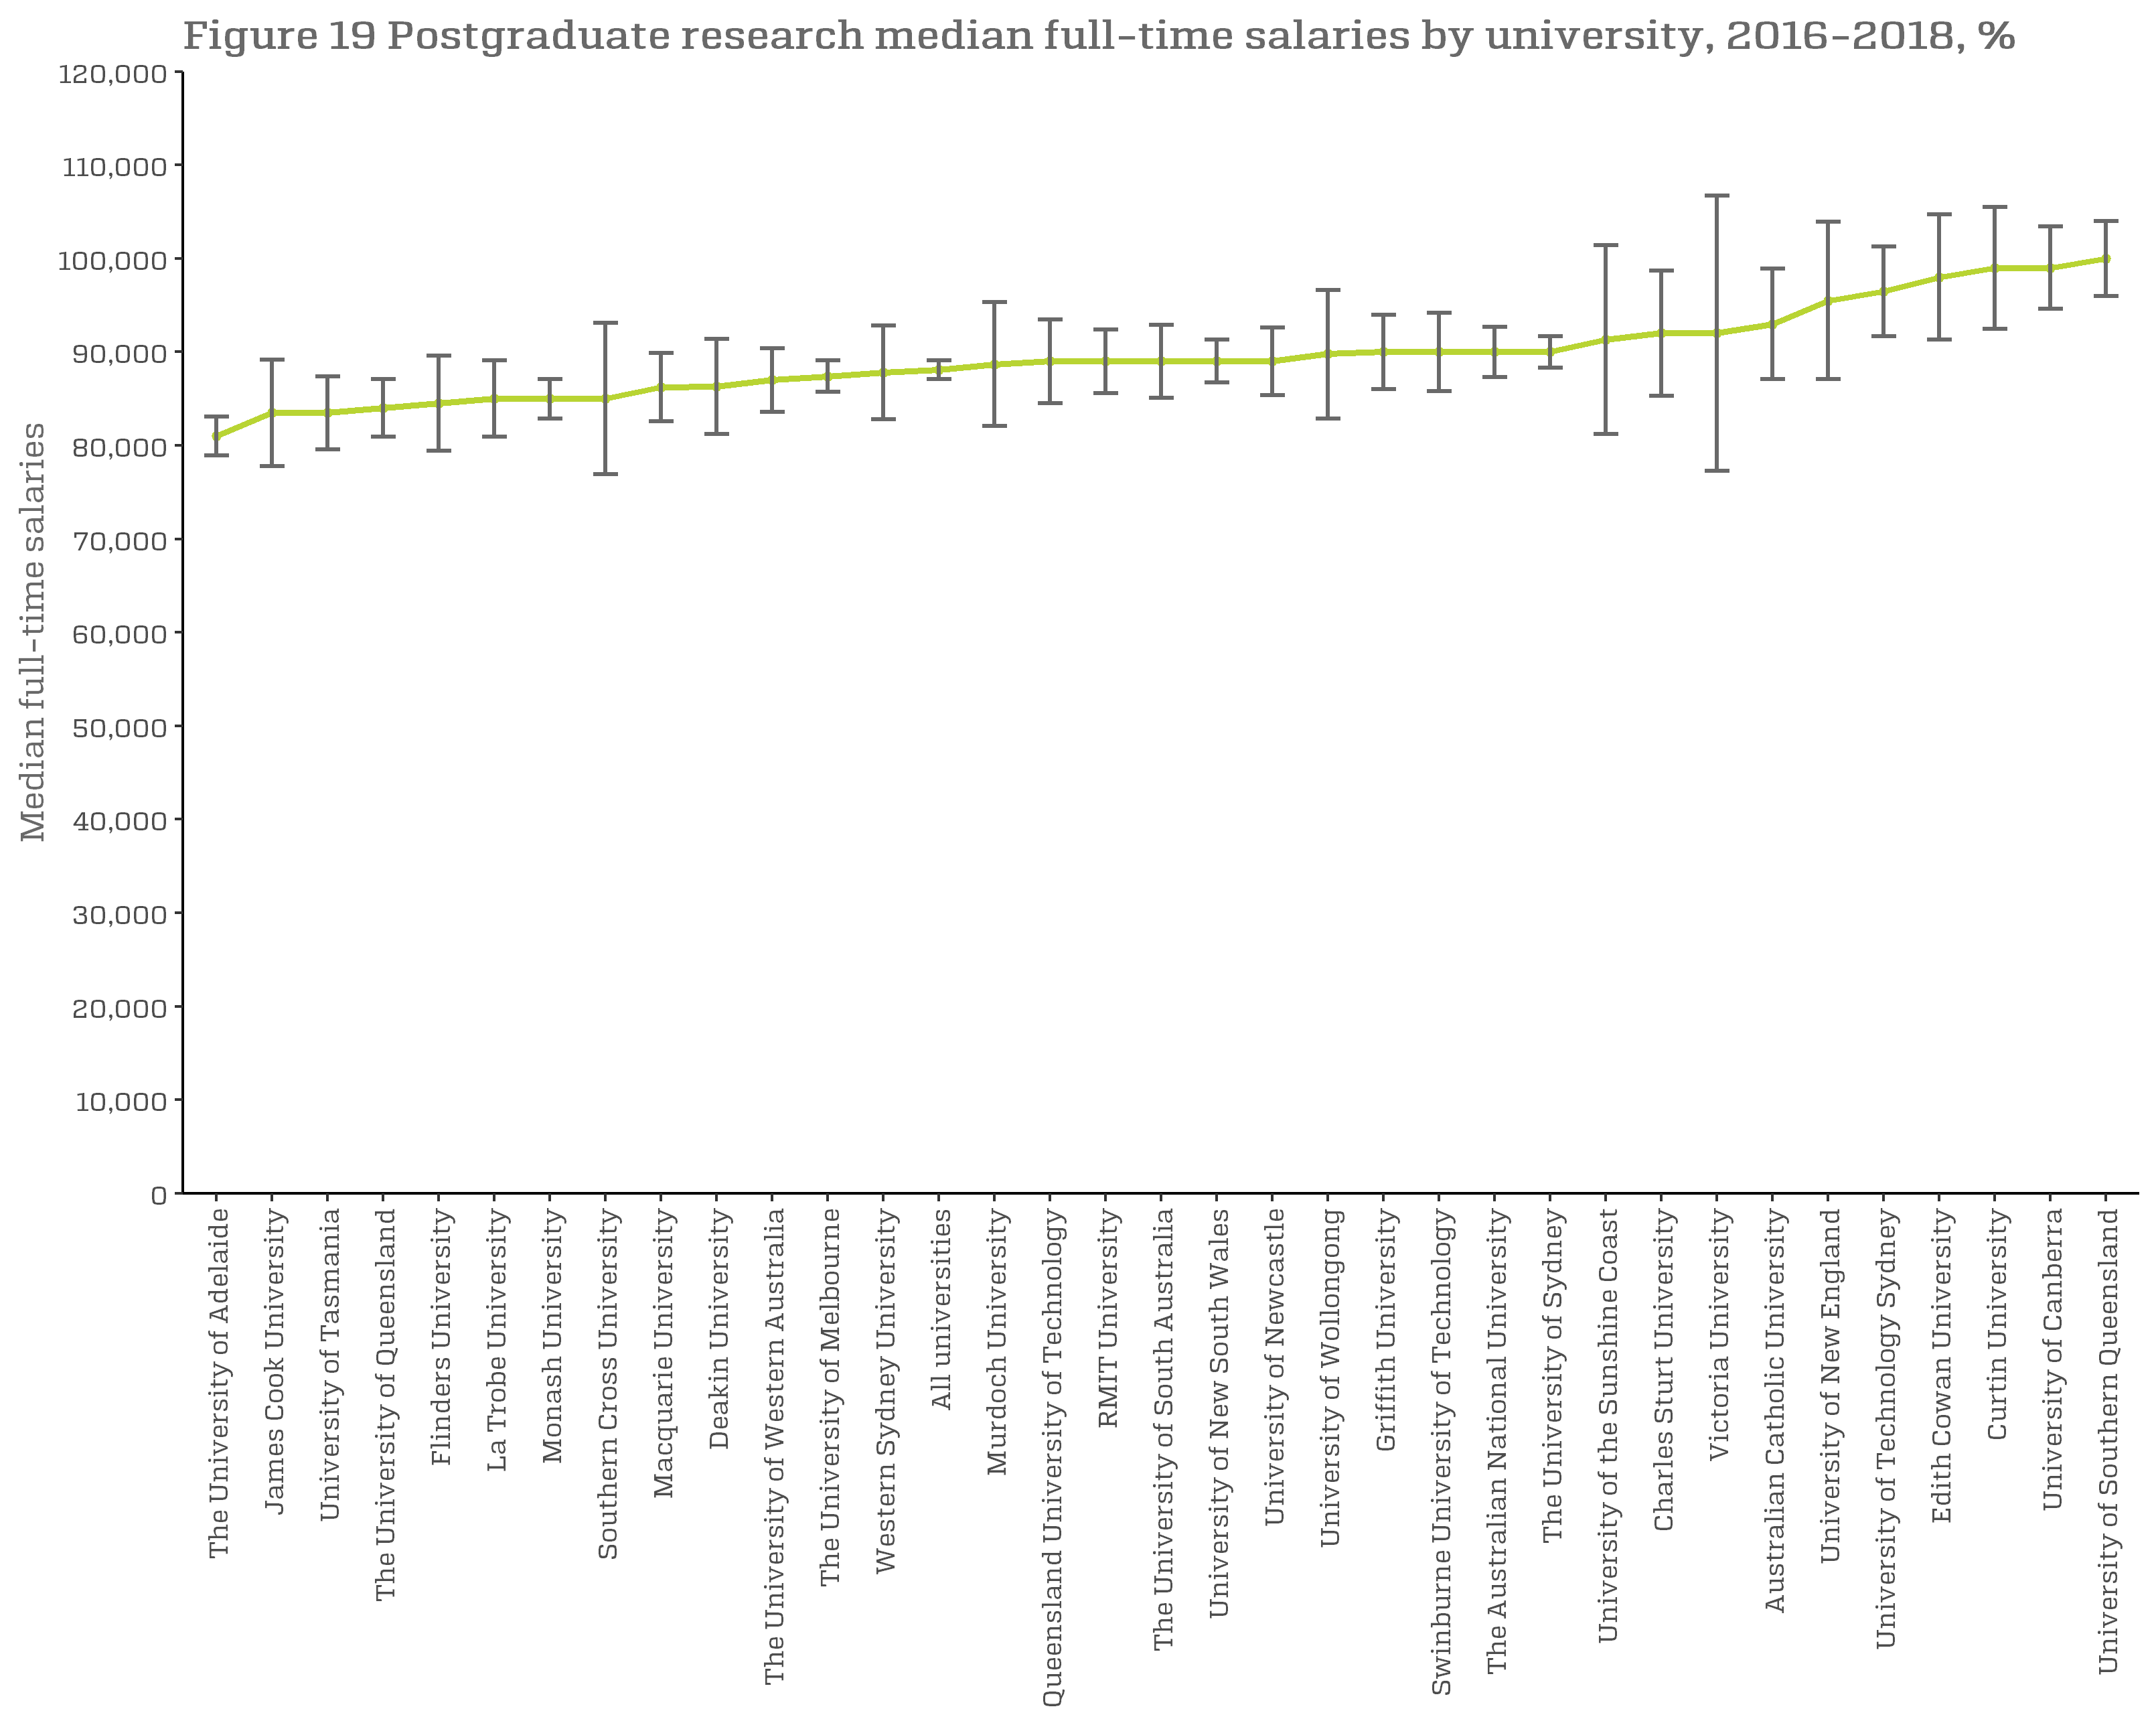 Figure 19 Postgraduate research median full-time salaries by university, 2016-2018, %
Median full-time salaries
120,000
110,000
100,000
90,000
80,000
70,000
60,000
50,000
40,000
30,000
20,000
10,000
0
The University of Adelaide
James Cook University
University of Tasmania
The University of Queensland
Flinders University
La Trobe University
Monash University
Southern Cross University
Macquarie University
Deakin University
The University of Western Australia
The University of Melbourne
Western Sydney University
All universities
Murdoch University
Queensland University of Technology
RMIT University
The University of South Australia
University of New South Wales
University of Newcastle
University of Wollongong
Griffith University
Swinburne University of Technology
The Australian National University
The University of Sydney
University of the Sunshine Coast
Charles Sturt University
Victoria University
Australian Catholic University
University of New England
University of Technology Sydney
Edith Cowan University
Curtin University
University of Canberra
University of Southern Queensland